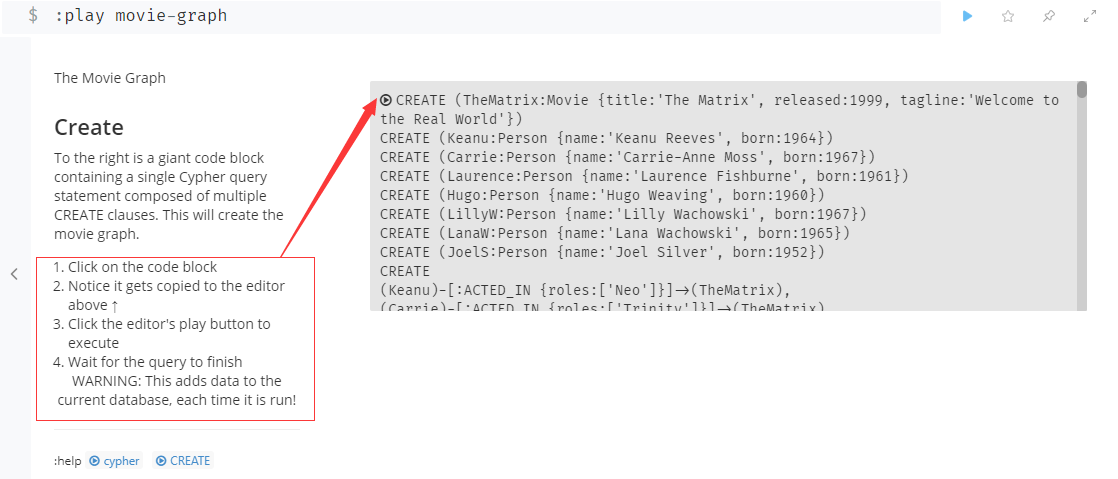 $ :play movie-graph
The Movie Graph
Create
To the right is a giant code block
containing a single Cypher query
statement composed of multiple
CREATE clauses. This will create the
movie graph.
1. Click on the code block
2. Notice it gets copied to the editor
above ↑
3. Click the editor's play button to
execute
4. Wait for the query to finish
WARNING: This adds data to the
current database, each time it is run!
:help cypher CREATE
CREATE (TheMatrix:Movie {title:'The Matrix', released:1999, tagline:'Welcome to
the Real World'})
CREATE (Keanu:Person {name:'Keanu Reeves', born:1964})
CREATE (Carrie:Person {name:'Carrie-Anne Moss', born:1967})
CREATE (Laurence:Person {name:'Laurence Fishburne', born:1961})
CREATE (Hugo:Person {name:'Hugo Weaving', born:1960})
CREATE (LillyW:Person {name:'Lilly Wachowski', born:1967})
CREATE (LanaW:Person {name:'Lana Wachowski', born:1965})
CREATE (JoelS:Person {name:'Joel Silver', born:1952})
CREATE
(Keanu)-[:ACTED_IN {roles:['Neo']}]->(TheMatrix),
(Carrie)-[:ACTED_IN {roles:['Trinity']}]->(TheMatrix),